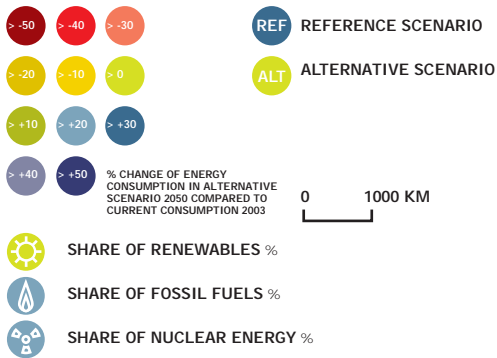 > -50 > -40 > -30
REF REFERENCE SCENARIO
> -20 > -10 > 0
ALT ALTERNATIVE SCENARIO
> +10 > +20 > +30
> +40 > +50
% CHANGE OF ENERGY
CONSUMPTION IN ALTERNATIVE
SCENARIO 2050 COMPARED TO
CURRENT CONSUMPTION 2003
0 1000 KM
SHARE OF RENEWABLES %
SHARE OF FOSSIL FUELS %
SHARE OF NUCLEAR ENERGY %